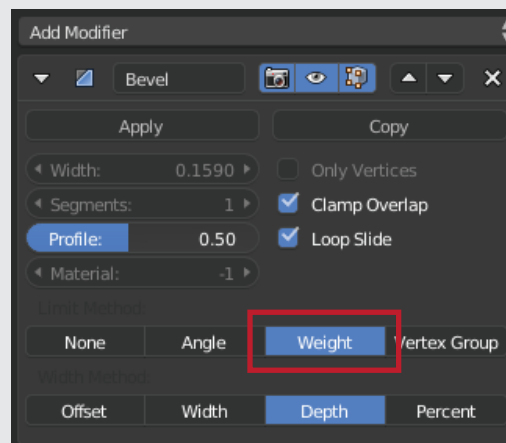 Add Modifier
Bevel
Apply Copy
Width: 0.1590 Only Vertices
Segments: 1 Clamp Overlap
Profile: 0.50 Loop Slide
Material: -1
Limit Method:
None Angle Weight Vertex Group
Width Method:
Offset Width Depth Percent